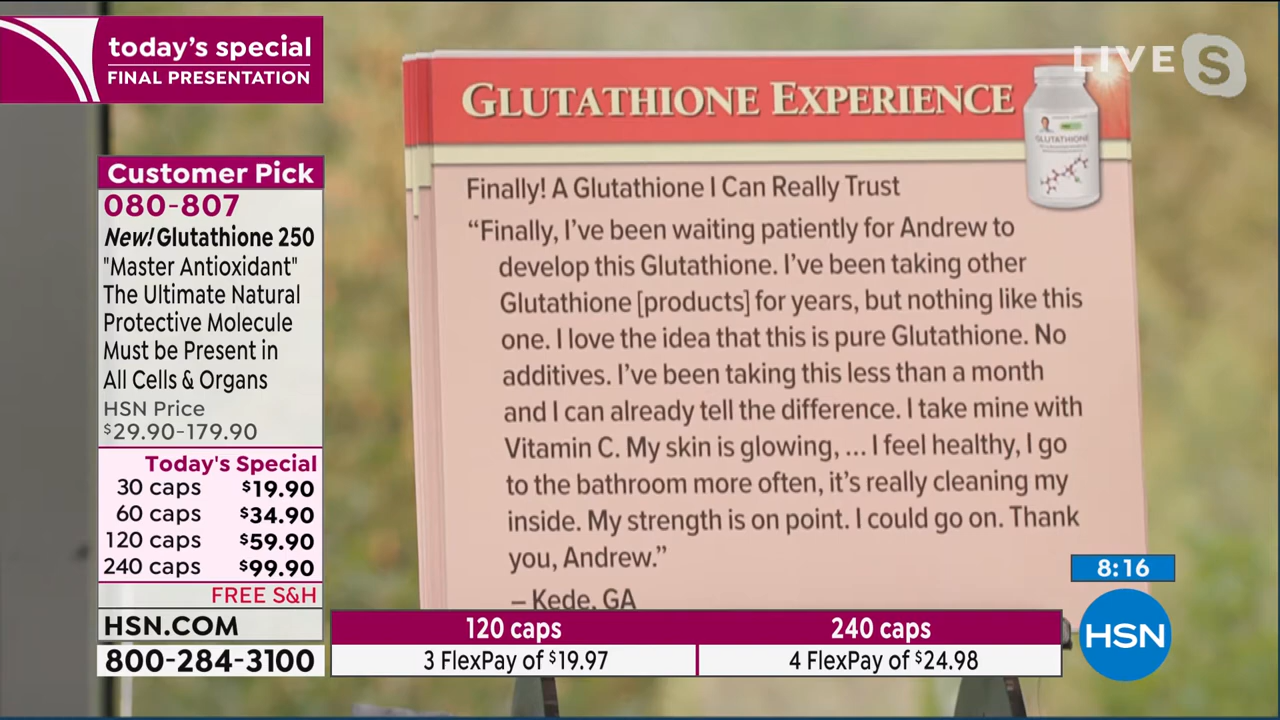 today's special
FINAL PRESENTATION
Customer Pick
080-807
New! Glutathione 250
"Master Antioxidant"
The Ultimate Natural
Protective Molecule
Must be Present in
All Cells & Organs
HSN Price
$29.90-179.90
Today's Special
30 caps $19.90
60 caps $34.90
120 caps $59.90
240 caps $99.90
FREE S&H
HSN.COM
800-284-3100
LIVE S
GLUTATHIONE EXPERIENCE
GLUTATHIONE
Finally! A Glutathione I Can Really Trust
“Finally, I’ve been waiting patiently for Andrew to
develop this Glutathione. I’ve been taking other
Glutathione [products] for years, but nothing like this
one. I love the idea that this is pure Glutathione. No
additives. I’ve been taking this less than a month
and I can already tell the difference. I take mine with
Vitamin C. My skin is glowing, ... I feel healthy, I go
to the bathroom more often, it’s really cleaning my
inside. My strength is on point. I could go on. Thank
you, Andrew.”
– Kede, GA
8:16
HSN
120 caps 240 caps
3 FlexPay of $19.97 4 FlexPay of $24.98